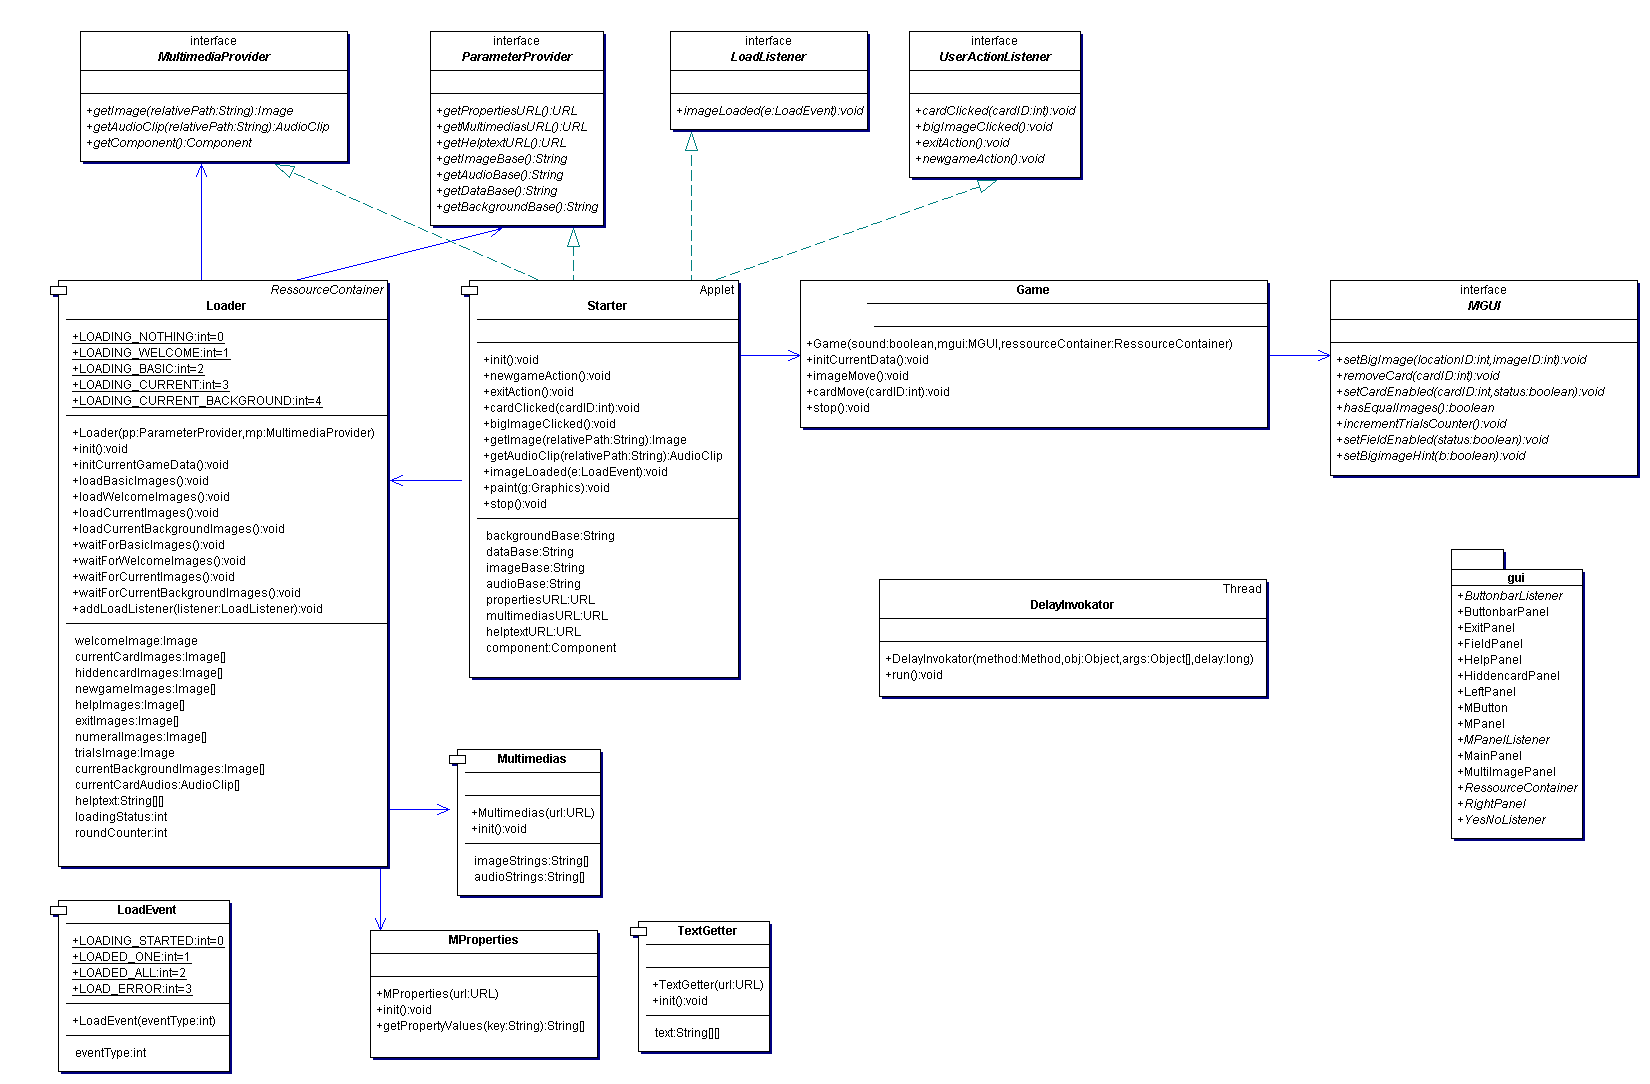 interface
MultimediaProvider
+getImage(relativePath:String):Image
+getAudioClip(relativePath:String):AudioClip
+getComponent():Component
interface
ParameterProvider
+getPropertiesURL():URL
+getMultimediasURL():URL
+getHelptextURL():URL
+getImageBase():String
+getAudioBase():String
+getDataBase():String
+getBackgroundBase():String
interface
LoadListener
+imageLoaded(e:LoadEvent):void
interface
UserActionListener
+cardClicked(cardID:int):void
+bigImageClicked():void
+exitAction():void
+newgameAction():void
RessourceContainer
Loader
+LOADING_NOTHING:int=0
+LOADING_WELCOME:int=1
+LOADING_BASIC:int=2
+LOADING_CURRENT:int=3
+LOADING_CURRENT_BACKGROUND:int=4
+Loader(pp:ParameterProvider,mp:MultimediaProvider)
+init():void
+initCurrentGameData():void
+loadBasicImages():void
+loadWelcomeImages():void
+loadCurrentImages():void
+loadCurrentBackgroundImages():void
+waitForBasicImages():void
+waitForWelcomeImages():void
+waitForCurrentImages():void
+waitForCurrentBackgroundImages():void
+addLoadListener(listener:LoadListener):void
welcomeImage:Image
currentCardImages:Image[]
hiddencardImages:Image[]
newgameImages:Image[]
helpImages:Image[]
exitImages:Image[]
numeralImages:Image[]
trialsImage:Image
currentBackgroundImages:Image[]
currentCardAudios:AudioClip[]
helptext:String[][]
loadingStatus:int
roundCounter:int
Applet
Starter
+init():void
+newgameAction():void
+exitAction():void
+cardClicked(cardID:int):void
+bigImageClicked():void
+getImage(relativePath:String):Image
+getAudioClip(relativePath:String):AudioClip
+imageLoaded(e:LoadEvent):void
+paint(g:Graphics):void
+stop():void
backgroundBase:String
dataBase:String
imageBase:String
audioBase:String
propertiesURL:URL
multimediasURL:URL
helptextURL:URL
component:Component
Game
+Game(sound:boolean,mgui:MGUI,ressourceContainer:RessourceContainer)
+initCurrentData():void
+imageMove():void
+cardMove(cardID:int):void
+stop():void
interface
MGUI
+setBigImage(locationID:int,imageID:int):void
+removeCard(cardID:int):void
+setCardEnabled(cardID:int,status:boolean):void
+hasEqualImages():boolean
+incrementTrialsCounter():void
+setFieldEnabled(status:boolean):void
+setBigimageHint(b:boolean):void
Thread
DelayInvokator
+DelayInvokator(method:Method,obj:Object,args:Object[],delay:long)
+run():void
gui
+ButtonbarListener
+ButtonbarPanel
+ExitPanel
+FieldPanel
+HelpPanel
+HiddencardPanel
+LeftPanel
+MButton
+MPanel
+MPanelListener
+MainPanel
+MultiImagePanel
+RessourceContainer
+RightPanel
+YesNoListener
Multimedias
+Multimedias(url:URL)
+init():void
imageStrings:String[]
audioStrings:String[]
LoadEvent
+LOADING_STARTED:int=0
+LOADED_ONE:int=1
+LOADED_ALL:int=2
+LOAD_ERROR:int=3
+LoadEvent(eventType:int)
eventType:int
MProperties
+MProperties(url:URL)
+init():void
+getPropertyValues(key:String):String[]
TextGetter
+TextGetter(url:URL)
+init():void
text:String[][]